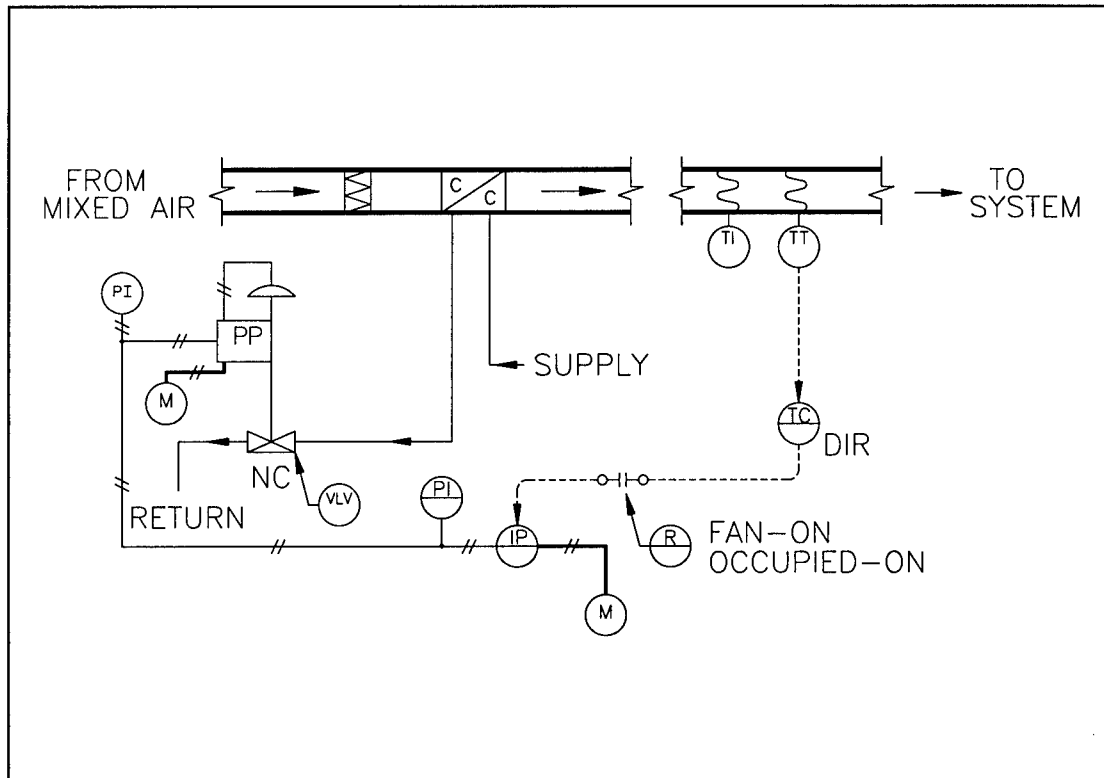 FROM
MIXED AIR
C
C
TO
SYSTEM
TI
TT
PI
PP
M
SUPPLY
TC
DIR
NC
VLV
RETURN
PI
IP
R
FAN-ON
OCCUPIED-ON
M